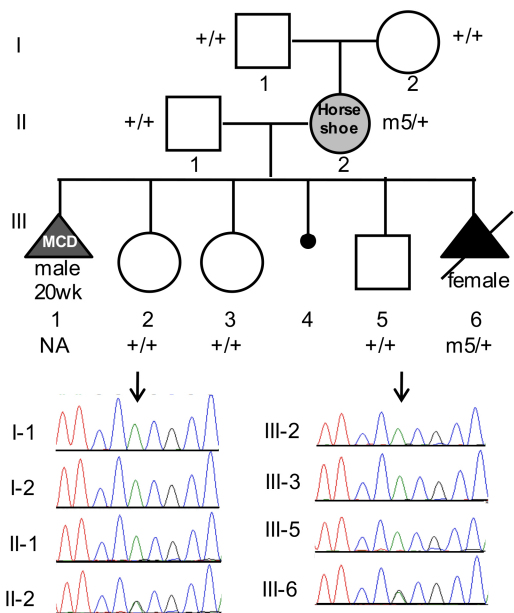 I
+/+
+/+
1
2
II
+/+
Horse
shoe
m5/+
1
2
III
MCD
male
20wk
female
1 2 3 4 5 6
NA +/+ +/+ +/+ m5/+
I-1
I-2
II-1
II-2
III-2
III-3
III-5
III-6